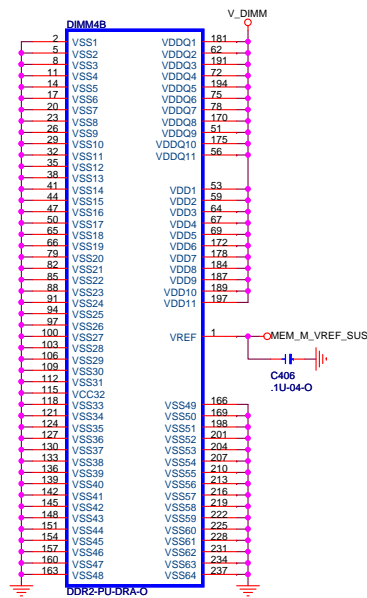 V_DIMM
DIMM4B
2 VSS1 VDDQ1 181
5 VSS2 VDDQ2 62
8 VSS3 VDDQ3 191
11 VSS4 VDDQ4 72
14 VSS5 VDDQ5 194
17 VSS6 VDDQ6 75
20 VSS7 VDDQ7 78
23 VSS8 VDDQ8 170
26 VSS9 VDDQ9 51
29 VSS10 VDDQ10 175
32 VSS11 VDDQ11 56
35 VSS12
38 VSS13
41 VSS14 VDD1 53
44 VSS15 VDD2 59
47 VSS16 VDD3 64
50 VSS17 VDD4 67
65 VSS18 VDD5 69
66 VSS19 VDD6 172
79 VSS20 VDD7 178
82 VSS21 VDD8 184
85 VSS22 VDD9 187
88 VSS23 VDD10 189
91 VSS24 VDD11 197
94 VSS25
97 VSS26
100 VSS27 VREF 1 MEM_M_VREF_SUS
103 VSS28
106 VSS29
109 VSS30 C406
112 VSS31 .1U-04-O
115 VCC32
118 VSS33 VSS49 166
121 VSS34 VSS50 169
124 VSS35 VSS51 198
127 VSS36 VSS52 201
130 VSS37 VSS53 204
133 VSS38 VSS54 207
136 VSS39 VSS55 210
139 VSS40 VSS56 213
142 VSS41 VSS57 216
145 VSS42 VSS58 219
148 VSS43 VSS59 222
151 VSS44 VSS60 225
154 VSS45 VSS61 228
157 VSS46 VSS62 231
160 VSS47 VSS63 234
163 VSS48 VSS64 237
DDR2-PU-DRA-O